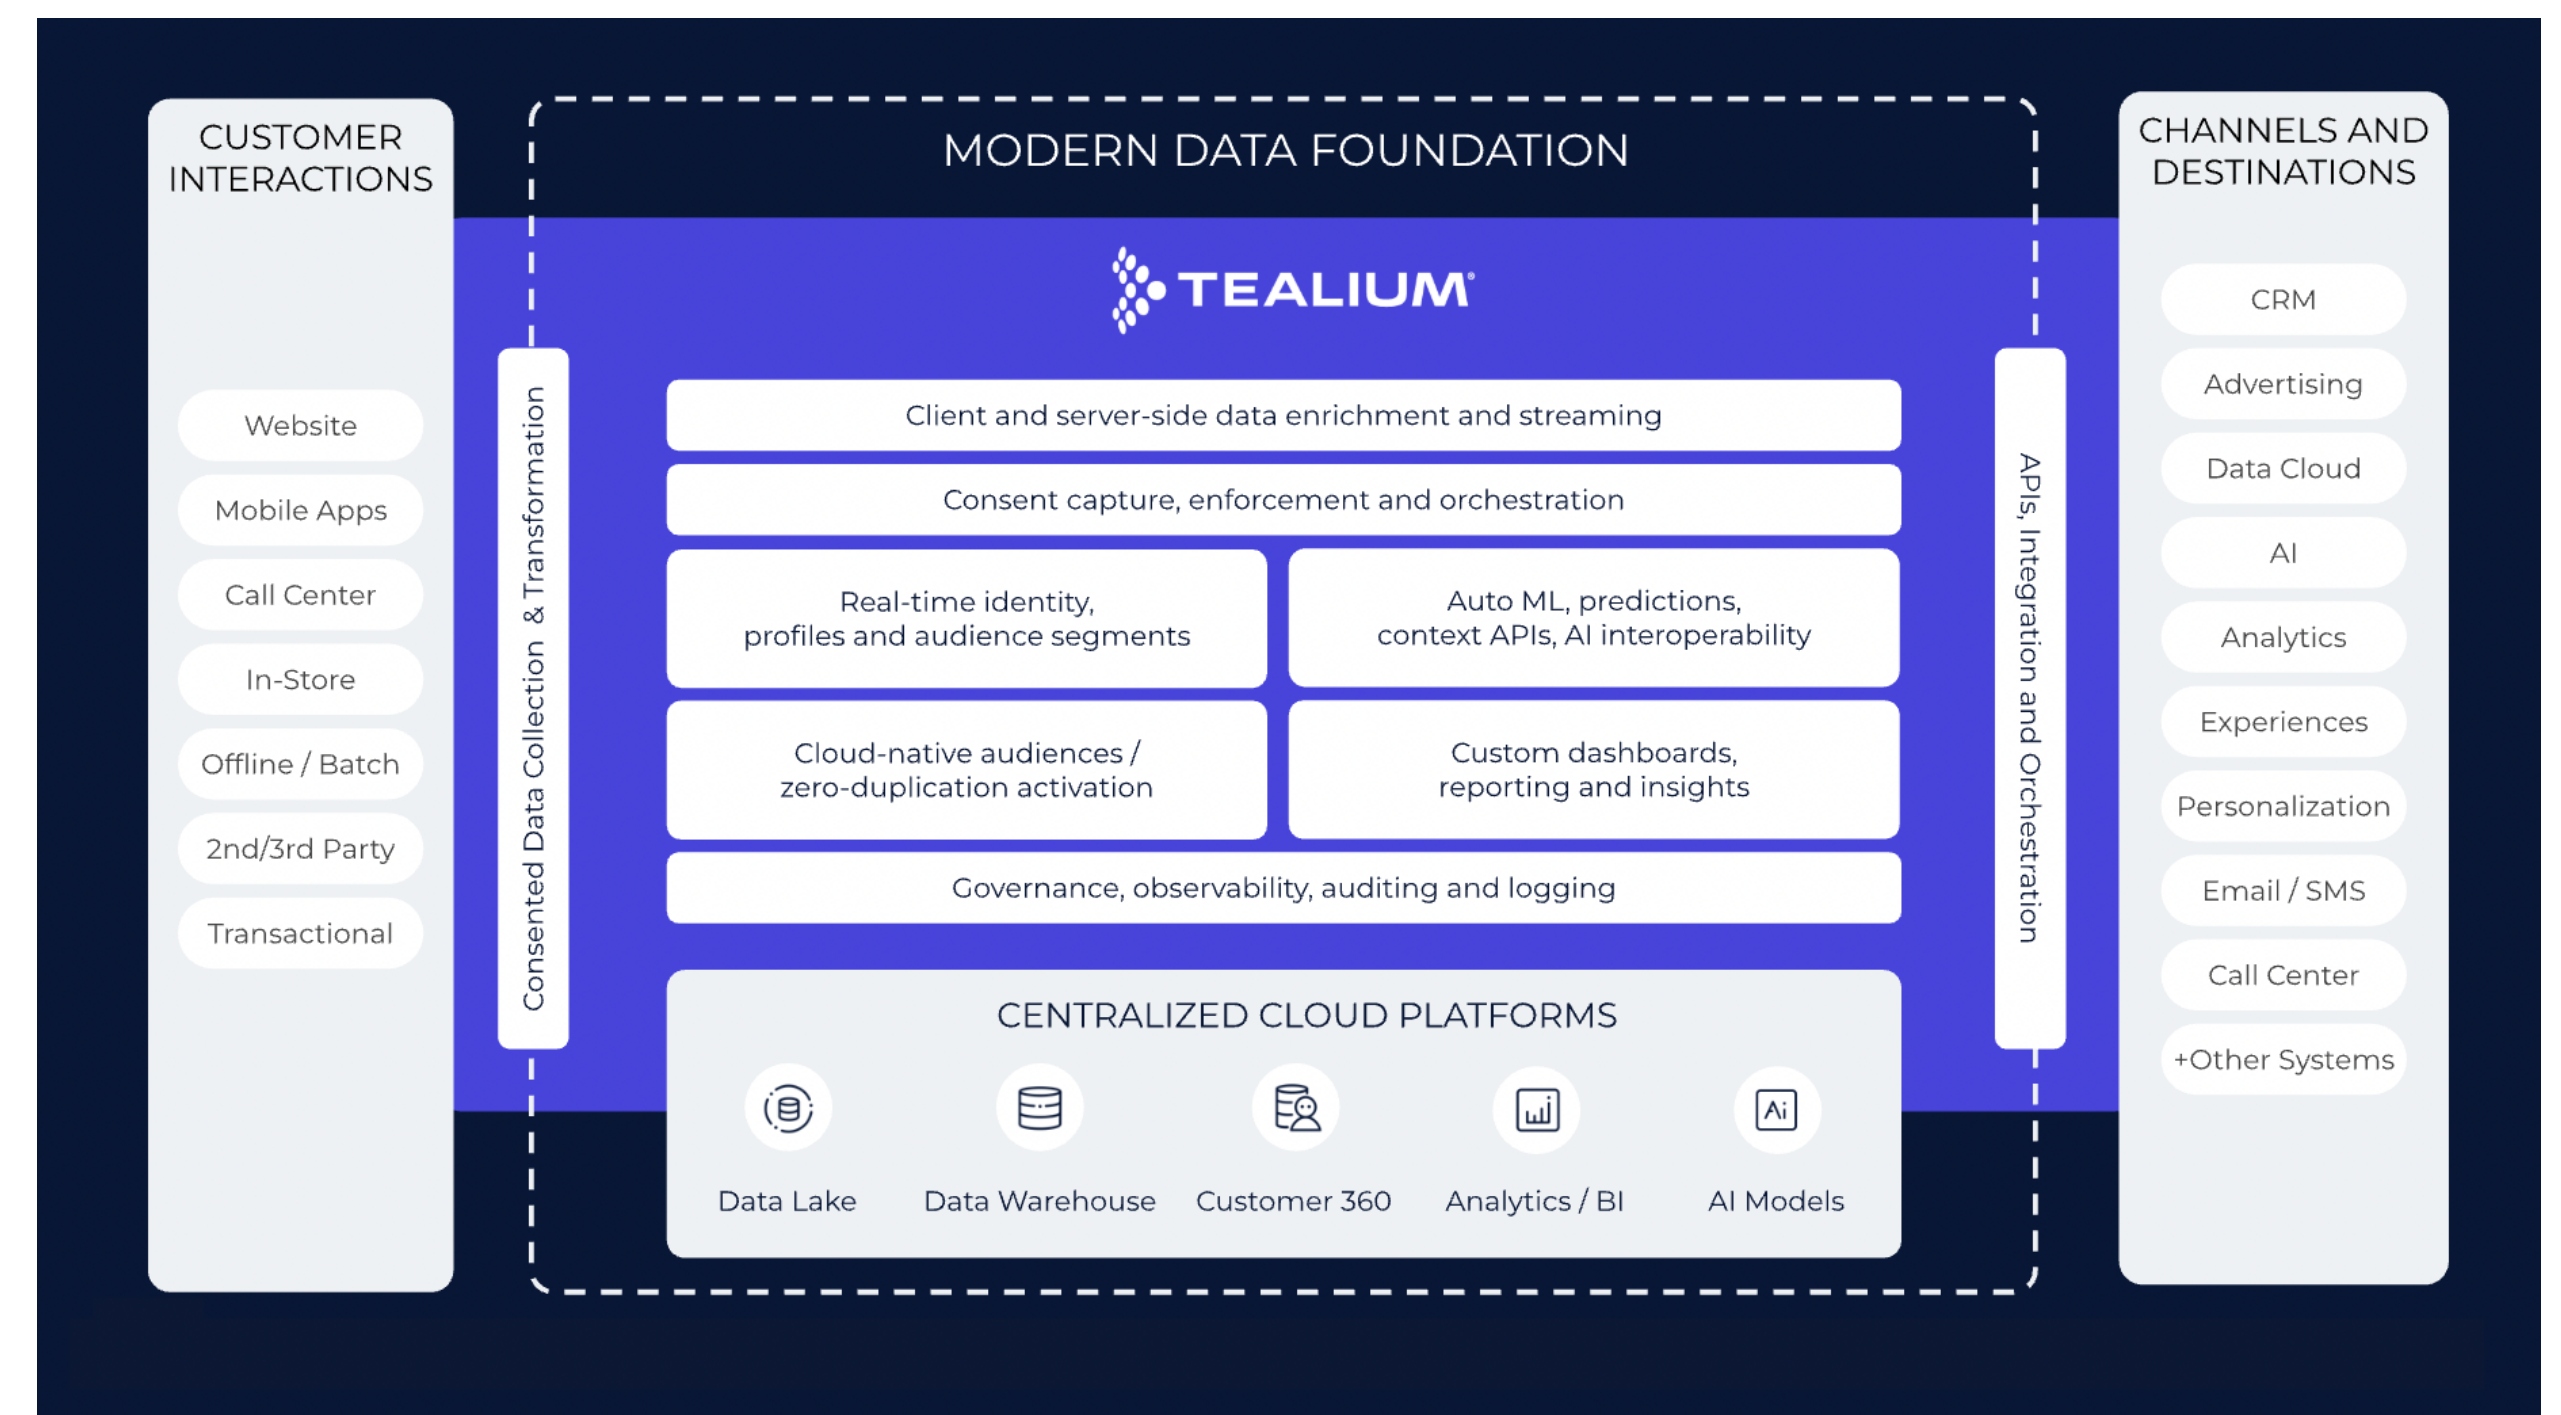 CUSTOMER
INTERACTIONS
Website
Mobile Apps
Call Center
In-Store
Offline / Batch
2nd/3rd Party
Transactional
Consented Data Collection & Transformation
MODERN DATA FOUNDATION
TEALIUM®
Client and server-side data enrichment and streaming
Consent capture, enforcement and orchestration
Real-time identity,
profiles and audience segments
Auto ML, predictions,
context APIs, AI interoperability
Cloud-native audiences /
zero-duplication activation
Custom dashboards,
reporting and insights
Governance, observability, auditing and logging
CENTRALIZED CLOUD PLATFORMS
Ai
Data Lake
Data Warehouse
Customer 360
Analytics / BI
AI Models
APIs, Integration and Orchestration
CHANNELS AND
DESTINATIONS
CRM
Advertising
Data Cloud
AI
Analytics
Experiences
Personalization
Email / SMS
Call Center
+Other Systems